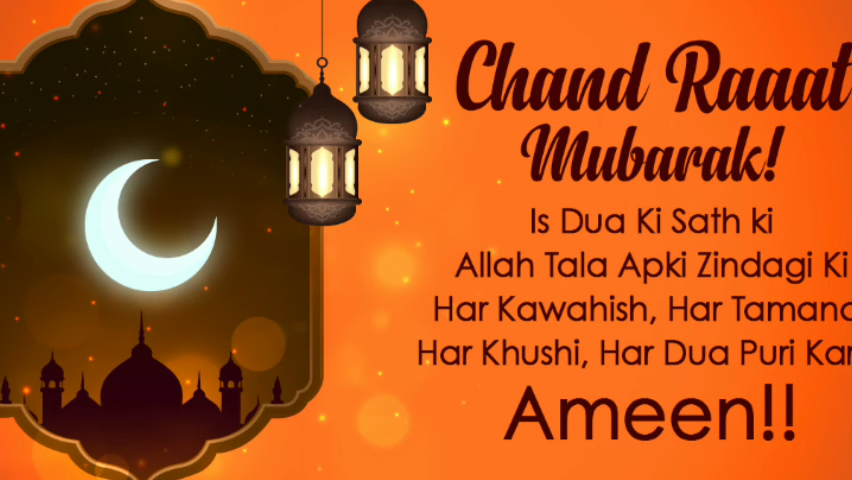 Chand Raaat
Mubarak!
Is Dua Ki Sath ki
Allah Tala Apki Zindagi Ki
Har Kawahish, Har
Har Khushi, Har Dua Puri
Ameen!!